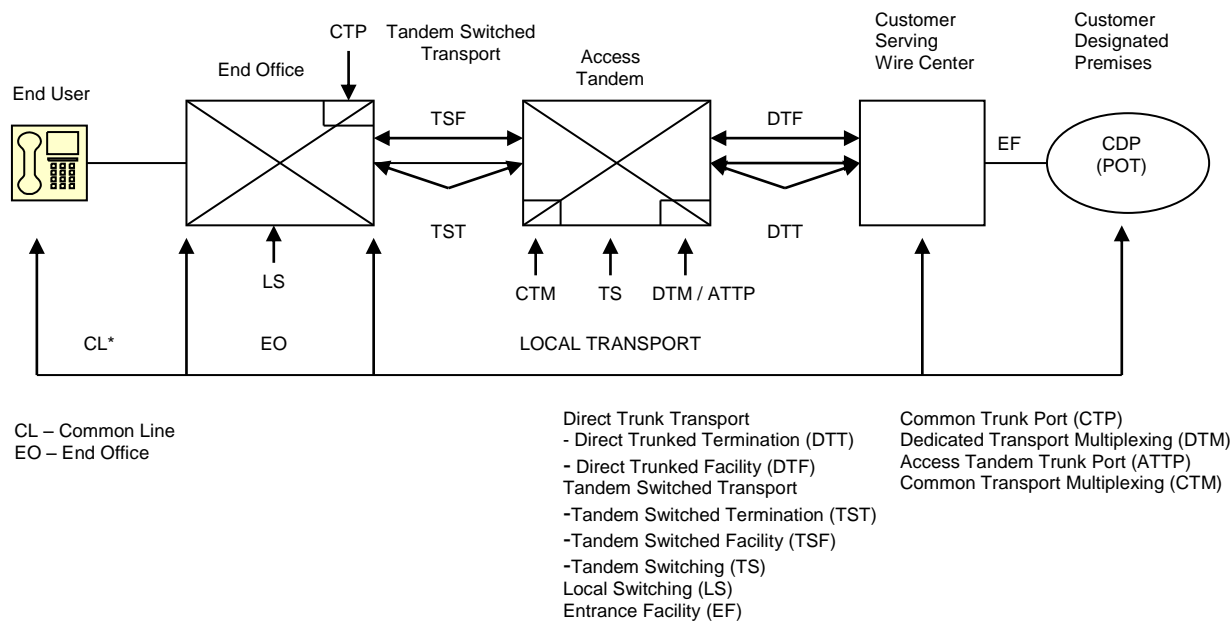 CTP
Tandem Switched
Transport
Customer
Serving
Wire Center
Customer
Designated
Premises
End Office
Access
Tandem
End User
TSF
DTF
EF
CDP
(POT)
TST
DTT
LS
CTM
TS
DTM / ATTP
CL*
EO
LOCAL TRANSPORT
CL – Common Line
EO – End Office
Direct Trunk Transport
- Direct Trunked Termination (DTT)
- Direct Trunked Facility (DTF)
Tandem Switched Transport
-Tandem Switched Termination (TST)
-Tandem Switched Facility (TSF)
-Tandem Switching (TS)
Local Switching (LS)
Entrance Facility (EF)
Common Trunk Port (CTP)
Dedicated Transport Multiplexing (DTM)
Access Tandem Trunk Port (ATTP)
Common Transport Multiplexing (CTM)